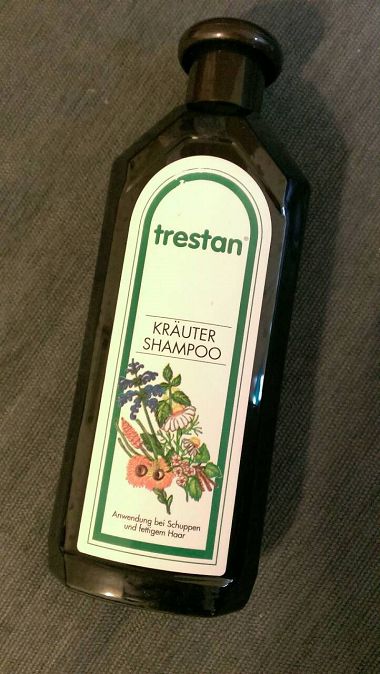 trestan®
KRÄUTER
SHAMPOO
Anwendung bei Schuppen
und fettigem Haar